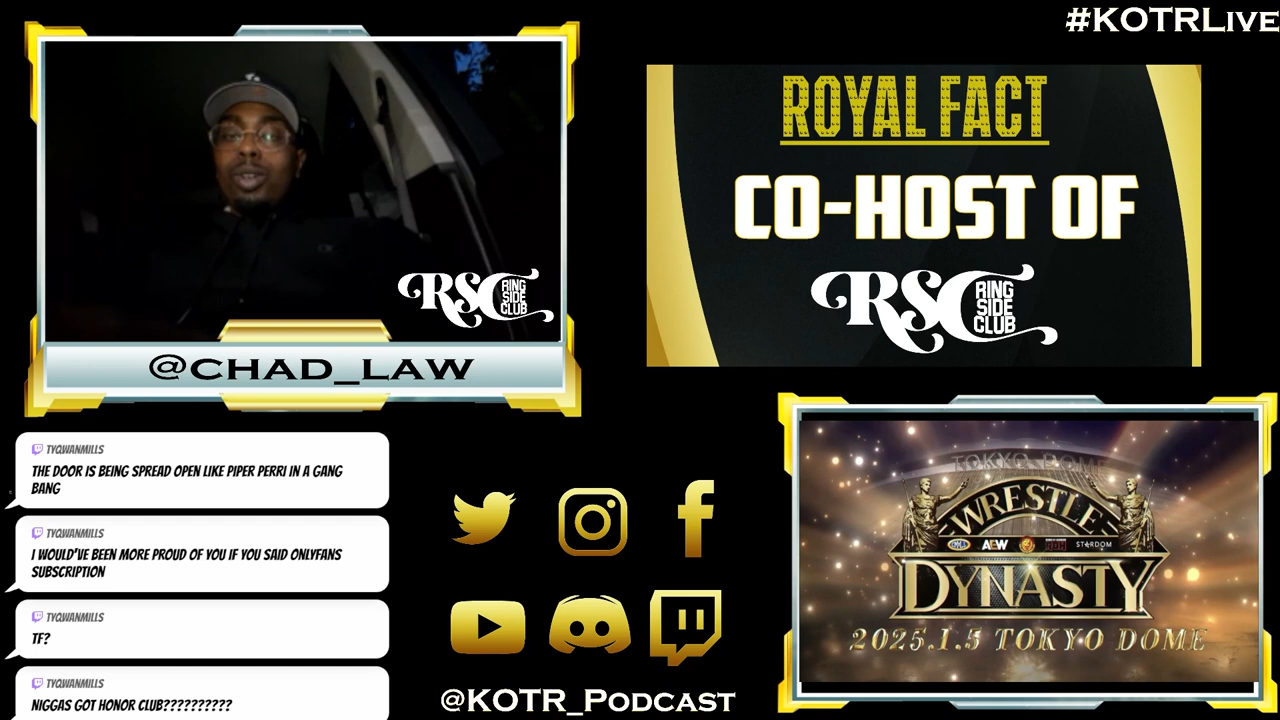 #KOTRLIVE
RSC RING
SIDE
CLUB
@CHAD_LAW
ROYAL FACT
CO-HOST OF
RSC RING
SIDE
CLUB
TYQWANMILLS
THE DOOR IS BEING SPREAD OPEN LIKE PIPER PERRI IN A GANG
BANG
TYQWANMILLS
I WOULD'VE BEEN MORE PROUD OF YOU IF YOU SAID ONLYFANS
SUBSCRIPTION
TYQWANMILLS
TF?
TYQWANMILLS
NIGGAS GOT HONOR CLUB??????????
@KOTR_PODCAST
TOKYO DOME
WRESTLE
AEW
STARDOM
DYNASTY
2025.1.5 TOKYO DOME